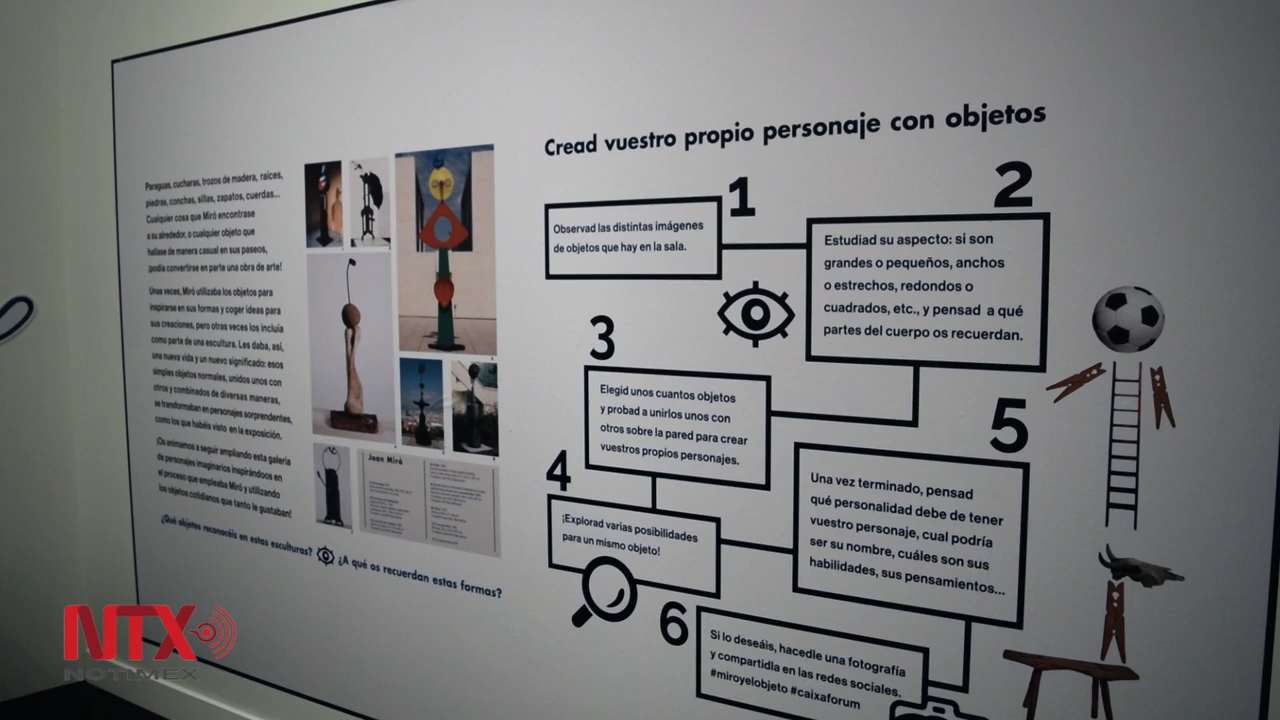 Paraguas, cucharas, trozos de madera, raíces,
piedras, conchas, sillas, zapatos, cuerdas...
Cualquier cosa que Miró encontrase
a su alrededor, o cualquier objeto que
hallase de manera casual en sus paseos,
¡podía convertirse en parte una obra de arte!
Unas veces, Miró utilizaba los objetos para
inspirarse en sus formas y coger ideas para
sus creaciones, pero otras veces los incluía
como parte de una escultura. Les daba, así,
una nueva vida y un nuevo significado: esos
simples objetos normales, unidos unos con
otros y combinados de diversas maneras,
se transformaban en personajes sorprendentes,
como los que habéis visto en la exposición.
¡Os animamos a seguir ampliando esta galería
de personajes imaginarios inspirándoos en
el proceso que empleaba Miró y utilizando
los objetos cotidianos que tanto le gustaban!
¿Qué objetos reconocéis en estas esculturas? ¿A qué os recuerdan estas formas?
Joan Miró
Cread vuestro propio personaje con objetos
1
Observad las distintas imágenes
de objetos que hay en la sala.
2
Estudiad su aspecto: si son
grandes o pequeños, anchos
o estrechos, redondos o
cuadrados, etc., y pensad a qué
partes del cuerpo os recuerdan.
3
Elegid unos cuantos objetos
y probad a unirlos unos con
otros sobre la pared para crear
vuestros propios personajes.
4
¡Explorad varias posibilidades
para un mismo objeto!
5
Una vez terminado, pensad
qué personalidad debe de tener
vuestro personaje, cual podría
ser su nombre, cuáles son sus
habilidades, sus pensamientos...
6
Si lo deseáis, hacedle una fotografía
y compartidla en las redes sociales.
#miroyelobjeto #caixaforum
NTX
NOTIMEX